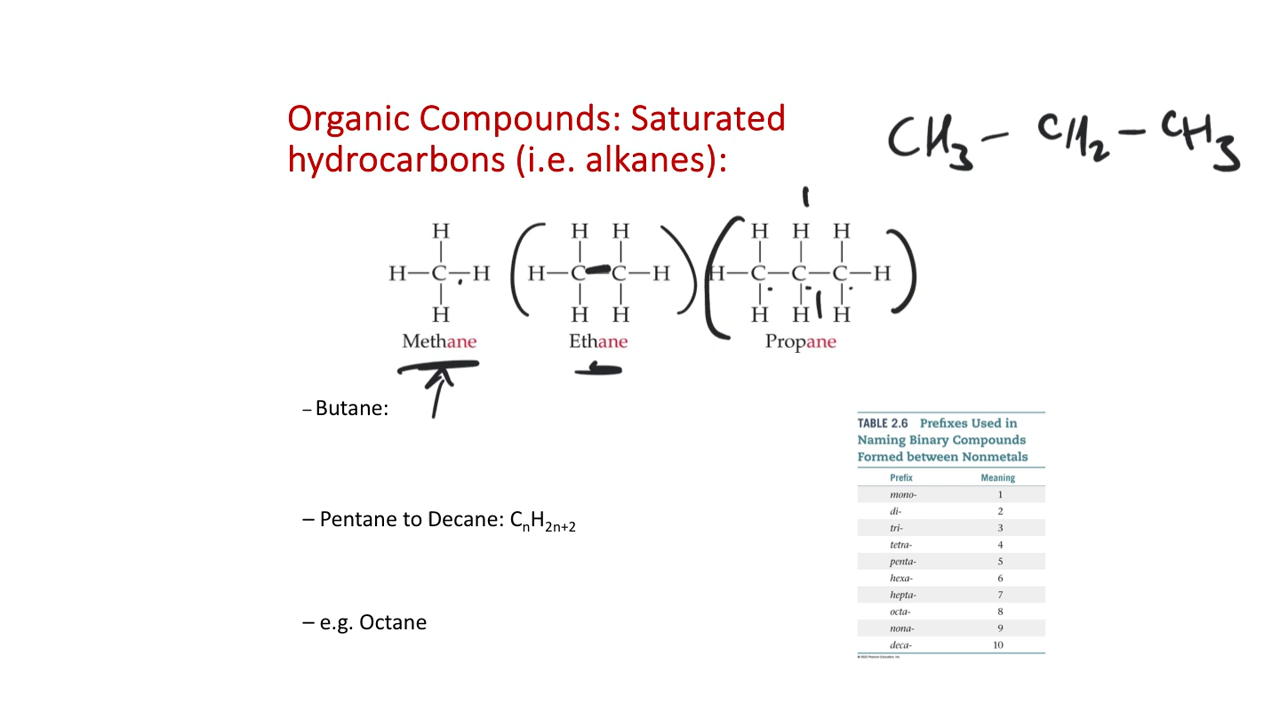 Organic Compounds: Saturated
hydrocarbons (i.e. alkanes):
CH3 - CH2 - CH3
H H H H H H
H—C—H H—C—C—H H—C—C—C—H
H H H H H H
Methane Ethane Propane
– Butane:
– Pentane to Decane: CnH2n+2
– e.g. Octane
TABLE 2.6 Prefixes Used in
Naming Binary Compounds
Formed between Nonmetals
Prefix Meaning
mono- 1
di- 2
tri- 3
tetra- 4
penta- 5
hexa- 6
hepta- 7
octa- 8
nona- 9
deca- 10